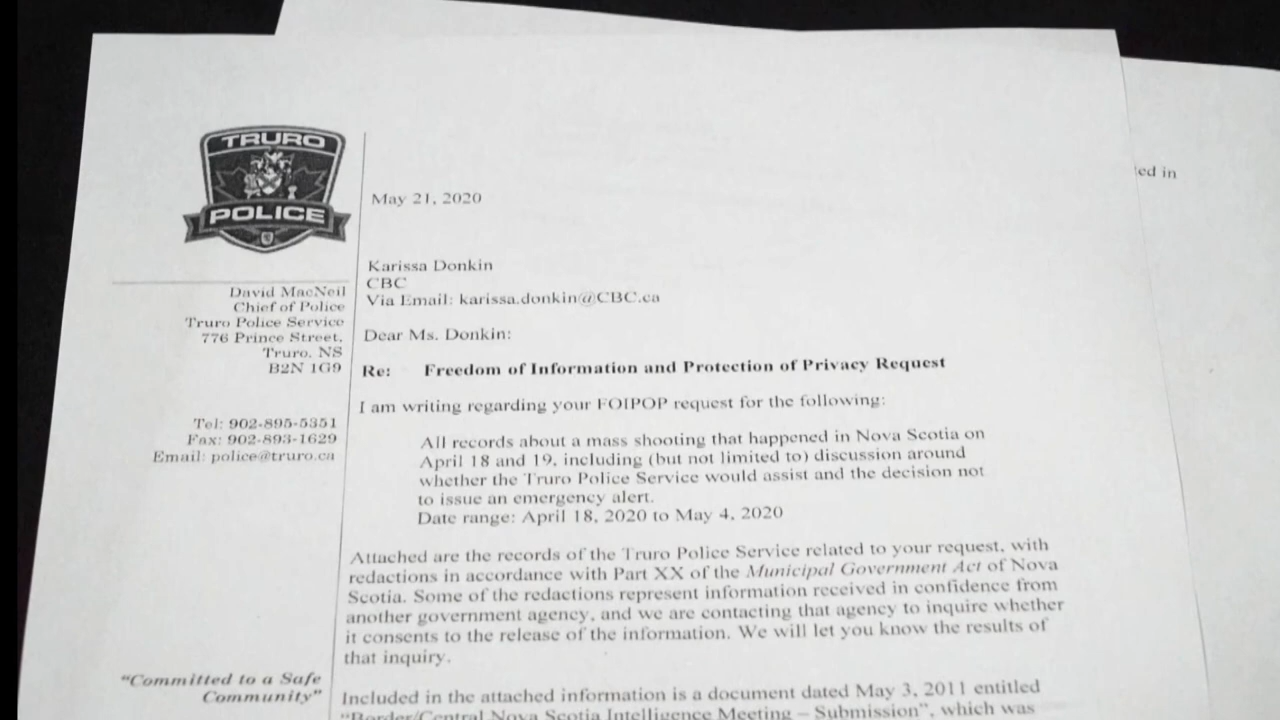 TRURO
POLICE
David MacNeil
Chief of Police
Truro Police Service
776 Prince Street,
Truro, NS
B2N 1G9
Tel: 902-895-5351
Fax: 902-893-1629
Email: police@truro.ca
"Committed to a Safe
Community"
May 21, 2020
Karissa Donkin
CBC
Via Email: karissa.donkin@CBC.ca
Dear Ms. Donkin:
Re: Freedom of Information and Protection of Privacy Request
I am writing regarding your FOIPOP request for the following:
All records about a mass shooting that happened in Nova Scotia on
April 18 and 19, including (but not limited to) discussion around
whether the Truro Police Service would assist and the decision not
to issue an emergency alert.
Date range: April 18, 2020 to May 4, 2020
Attached are the records of the Truro Police Service related to your request, with
redactions in accordance with Part XX of the Municipal Government Act of Nova
Scotia. Some of the redactions represent information received in confidence from
another government agency, and we are contacting that agency to inquire whether
it consents to the release of the information. We will let you know the results of
that inquiry.
Included in the attached information is a document dated May 3, 2011 entitled
"Border/Central Nova Scotia Intelligence Meeting – Submission", which was
in